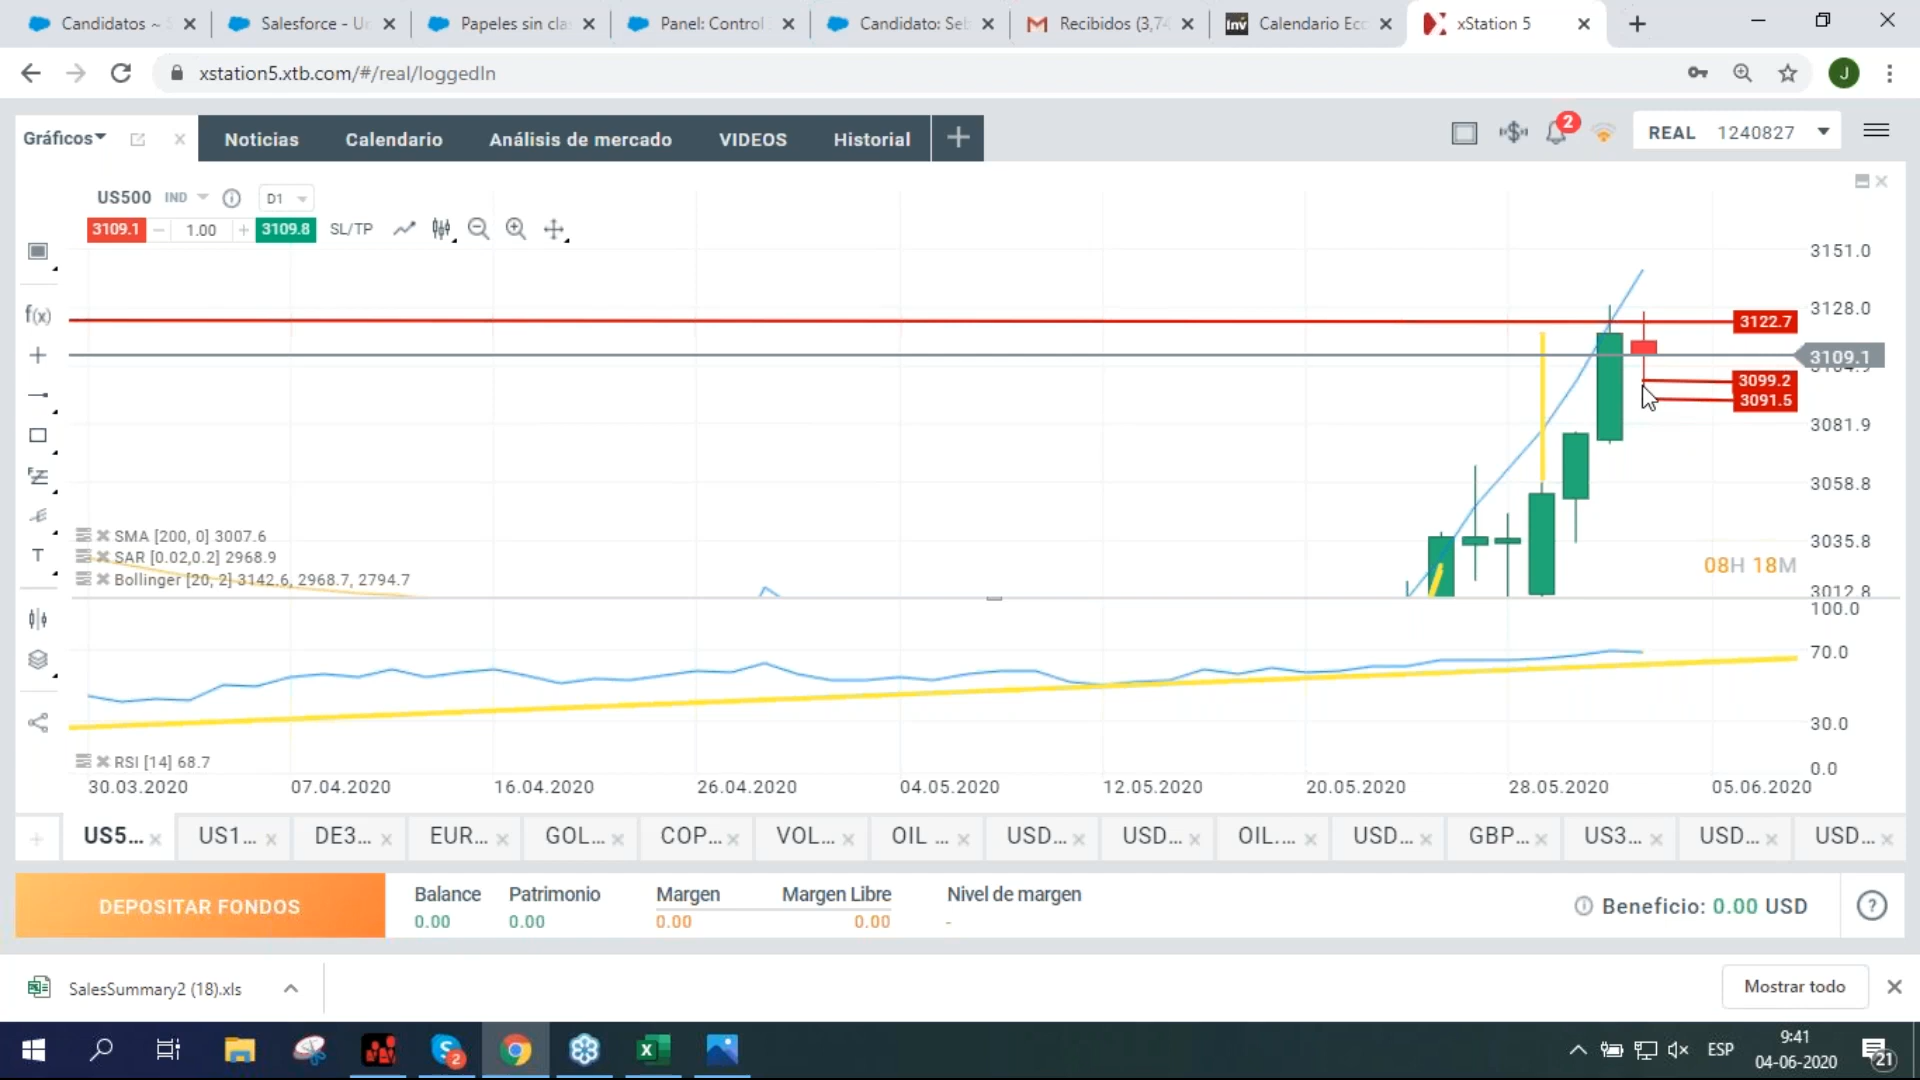 Candidatos ~
Salesforce - U
Papeles sin cla
Panel: Control
Candidato: Seb
Recibidos (3,74
Calendario Eco
xStation 5
xstation5.xtb.com/#/real/loggedIn
J
Gráficos
Noticias
Calendario
Análisis de mercado
VIDEOS
Historial
2
REAL 1240827
US500 IND
D1
3109.1
1.00
3109.8
SL/TP
3151.0
3128.0
3122.7
3109.1
3099.2
3091.5
3081.9
3058.8
3035.8
3012.8
f(x)
T
SMA [200, 0] 3007.6
SAR [0.02,0.2] 2968.9
Bollinger [20, 2] 3142.6, 2968.7, 2794.7
08H 18M
100.0
70.0
30.0
0.0
RSI [14] 68.7
30.03.2020
07.04.2020
16.04.2020
26.04.2020
04.05.2020
12.05.2020
20.05.2020
28.05.2020
05.06.2020
US5...
US1...
DE3...
EUR...
GOL...
COP...
VOL...
OIL ...
USD...
USD...
OIL....
USD...
GBP...
US3...
USD...
USD...
DEPOSITAR FONDOS
Balance
0.00
Patrimonio
0.00
Margen
0.00
Margen Libre
0.00
Nivel de margen
-
Beneficio: 0.00 USD
?
SalesSummary2 (18).xls
Mostrar todo
2
ESP
9:41
04-06-2020
21